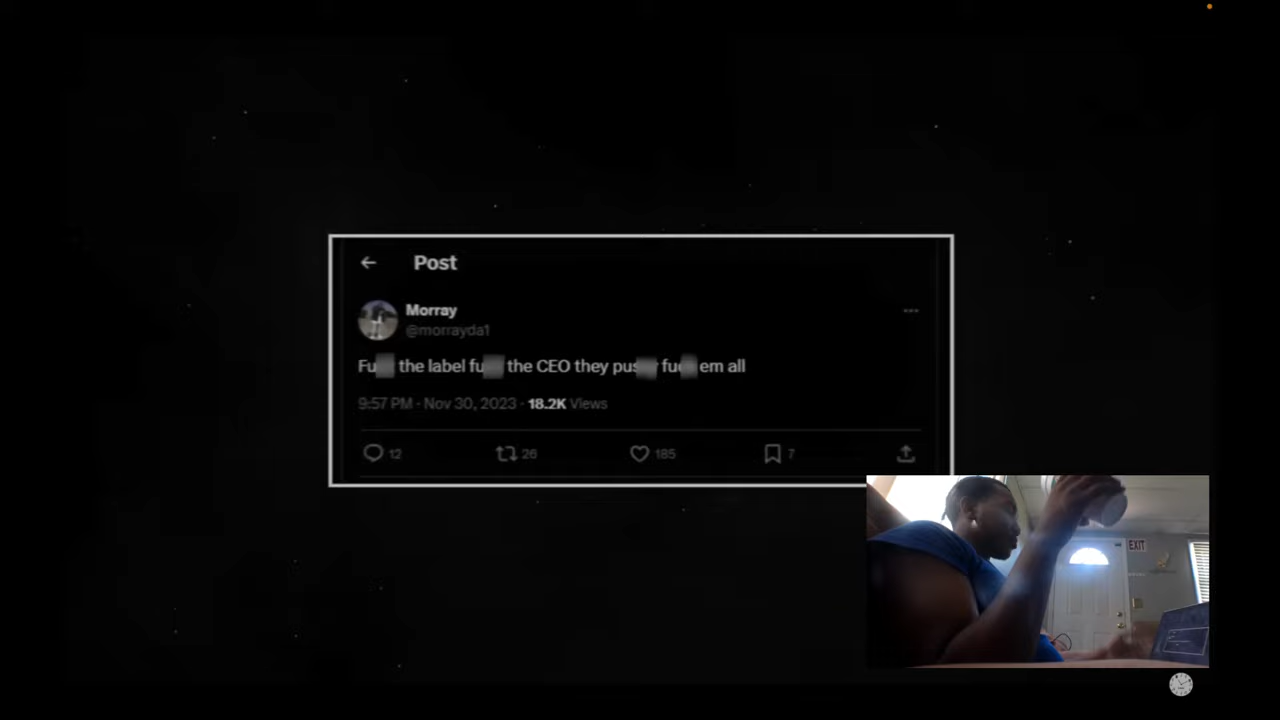 Post
Morray
@morrayda1
Fu the label fu the CEO they pus r fu em all
9:57 PM · Nov 30, 2023 · 18.2K Views
12 26 185 7
EXIT